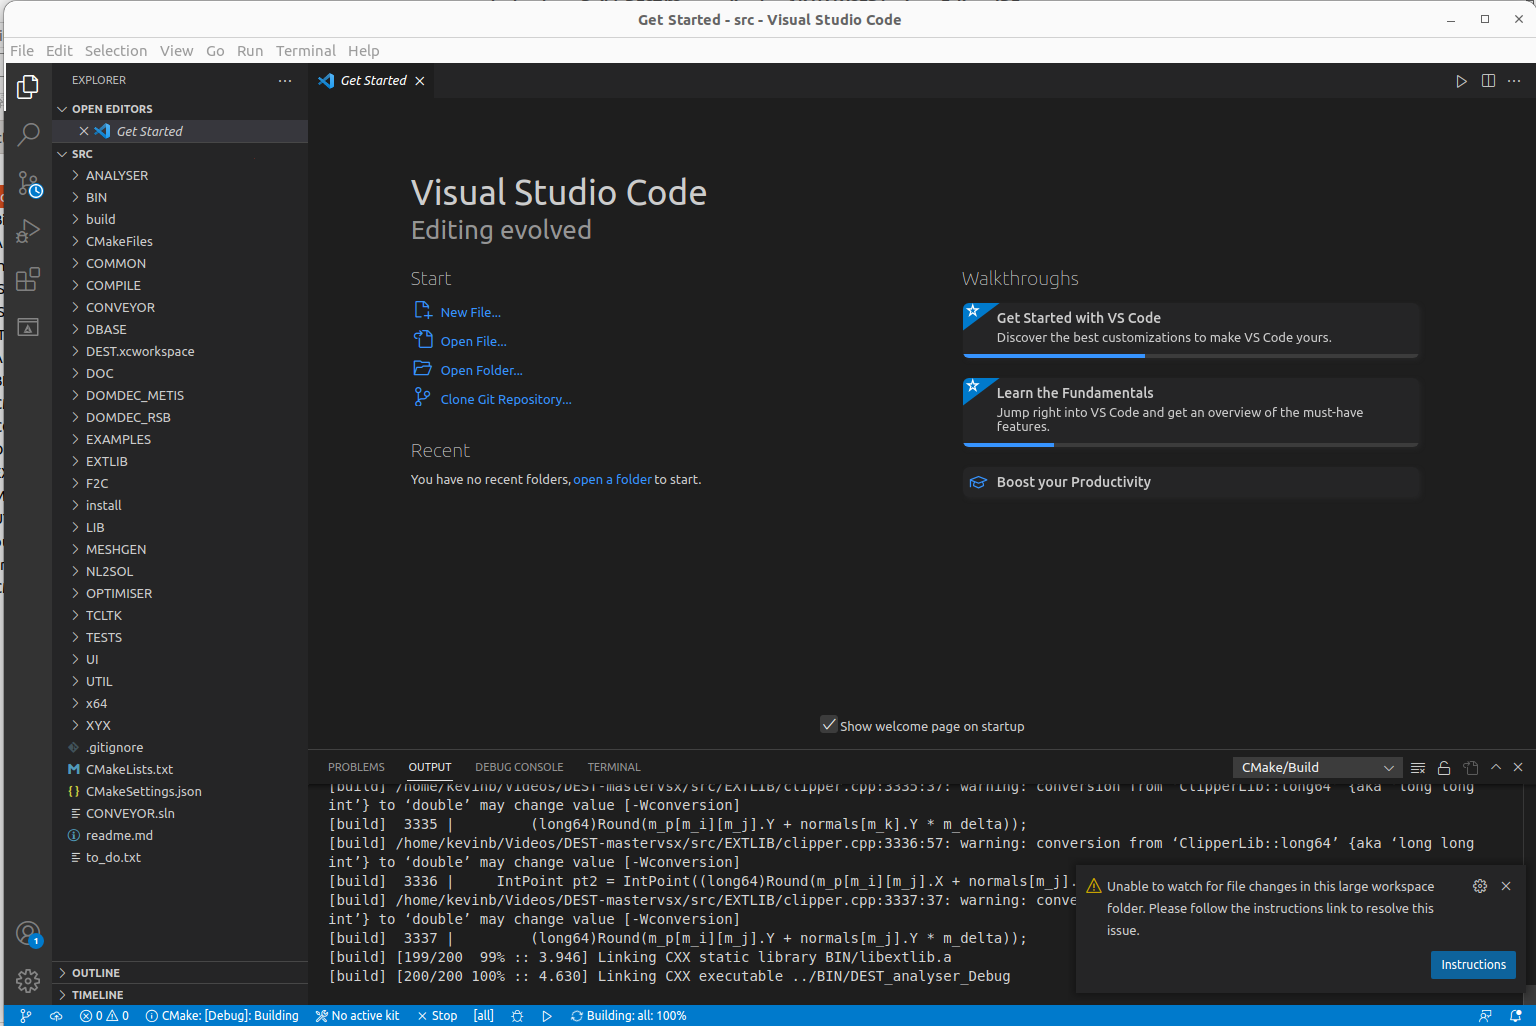 Get Started - src - Visual Studio Code
File Edit Selection View Go Run Terminal Help
EXPLORER
Get Started
OPEN EDITORS
Get Started
SRC
ANALYSER
BIN
build
CMakeFiles
COMMON
COMPILE
CONVEYOR
DBASE
DEST.xcworkspace
DOC
DOMDEC_METIS
DOMDEC_RSB
EXAMPLES
EXTLIB
F2C
install
LIB
MESHGEN
NL2SOL
OPTIMISER
TCLTK
TESTS
UI
UTIL
x64
XYX
.gitignore
CMakeLists.txt
CMakeSettings.json
CONVEYOR.sln
readme.md
to_do.txt
OUTLINE
TIMELINE
Visual Studio Code
Editing evolved
Start
New File...
Open File...
Open Folder...
Clone Git Repository...
Recent
You have no recent folders, open a folder to start.
Walkthroughs
Get Started with VS Code
Discover the best customizations to make VS Code yours.
Learn the Fundamentals
Jump right into VS Code and get an overview of the must-have
features.
Boost your Productivity
Show welcome page on startup
PROBLEMS OUTPUT DEBUG CONSOLE TERMINAL CMake/Build
[build] /home/kevinb/Videos/DEST-mastervsx/src/EXTLIB/clipper.cpp:3335:37: warning: conversion from ‘ClipperLib::long64’ {aka ‘long long
int’} to ‘double’ may change value [-Wconversion]
[build]  3335 |         (long64)Round(m_p[m_i][m_j].Y + normals[m_k].Y * m_delta));
[build] /home/kevinb/Videos/DEST-mastervsx/src/EXTLIB/clipper.cpp:3336:57: warning: conversion from ‘ClipperLib::long64’ {aka ‘long long
int’} to ‘double’ may change value [-Wconversion]
[build]  3336 |     IntPoint pt2 = IntPoint((long64)Round(m_p[m_i][m_j].X + normals[m_j].
[build] /home/kevinb/Videos/DEST-mastervsx/src/EXTLIB/clipper.cpp:3337:37: warning: conve
int’} to ‘double’ may change value [-Wconversion]
[build]  3337 |         (long64)Round(m_p[m_i][m_j].Y + normals[m_j].Y * m_delta));
[build] [199/200  99% :: 3.946] Linking CXX static library BIN/libextlib.a
[build] [200/200 100% :: 4.630] Linking CXX executable ../BIN/DEST_analyser_Debug
Unable to watch for file changes in this large workspace
folder. Please follow the instructions link to resolve this
issue.
Instructions
1
0 0 CMake: [Debug]: Building No active kit Stop [all] Building: all: 100%